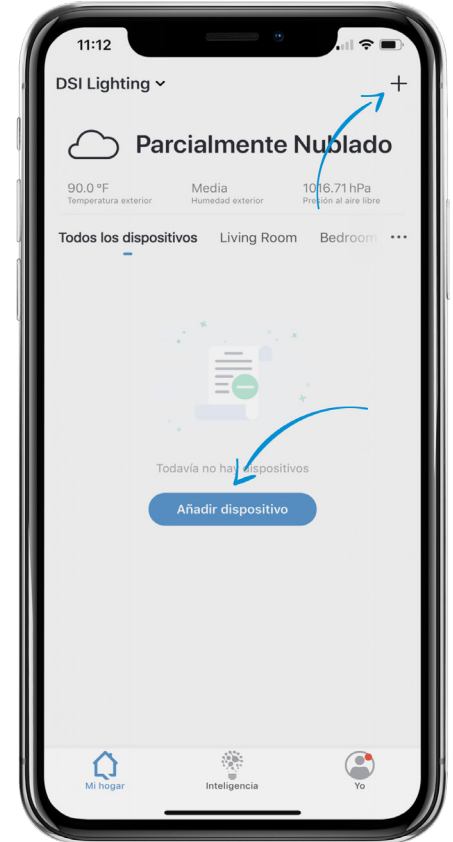 11:12
DSI Lighting
Parcialmente Nublado
90.0 °F Media 1016.71 hPa
Temperatura exterior Humedad exterior Presión al aire libre
Todos los dispositivos Living Room Bedroom ...
Todavía no hay dispositivos
Añadir dispositivo
Mi hogar Inteligencia Yo